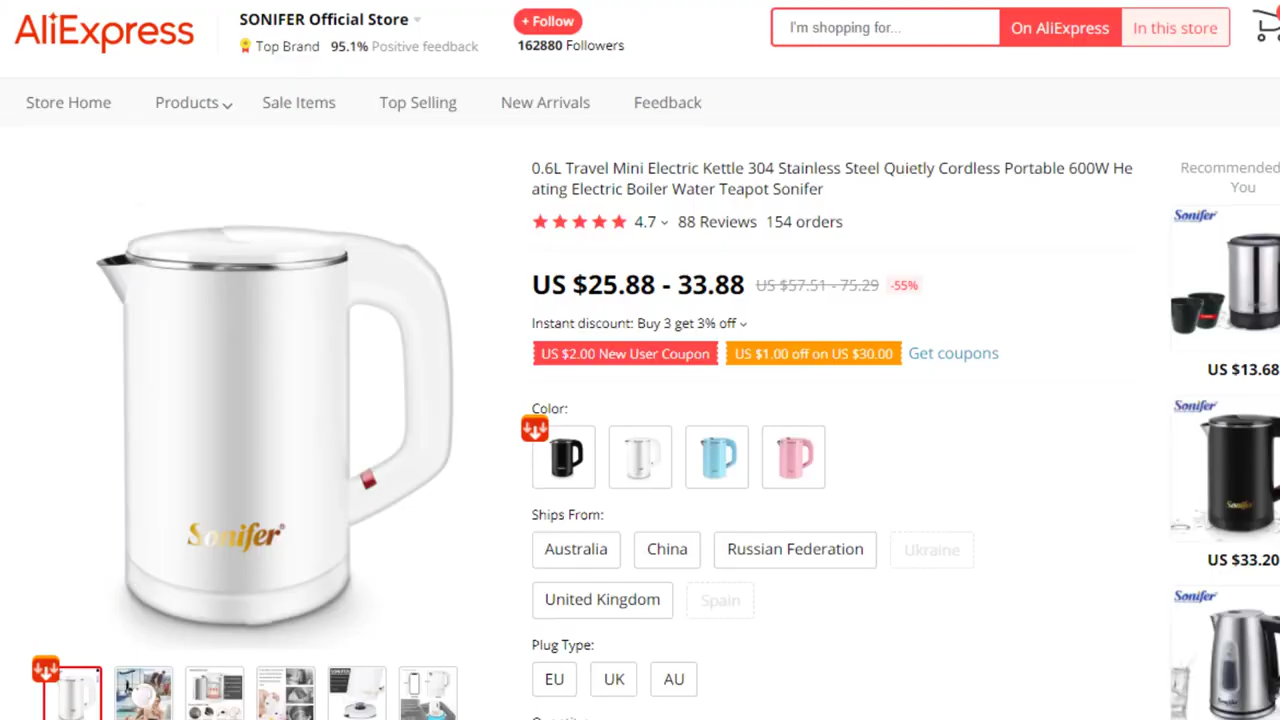 AliExpress
SONIFER Official Store
Top Brand 95.1% Positive feedback
+ Follow
162880 Followers
I'm shopping for...
On AliExpress
In this store
Store Home
Products
Sale Items
Top Selling
New Arrivals
Feedback
0.6L Travel Mini Electric Kettle 304 Stainless Steel Quietly Cordless Portable 600W He
ating Electric Boiler Water Teapot Sonifer
4.7 88 Reviews 154 orders
US $25.88 - 33.88 US $57.51 - 75.29 -55%
Instant discount: Buy 3 get 3% off
US $2.00 New User Coupon US $1.00 off on US $30.00 Get coupons
Color:
Ships From:
Australia China Russian Federation Ukraine
United Kingdom Spain
Plug Type:
EU UK AU
Sonifer
Recommended
You
Sonifer
US $13.68
Sonifer
Sonifer
US $33.20
Sonifer